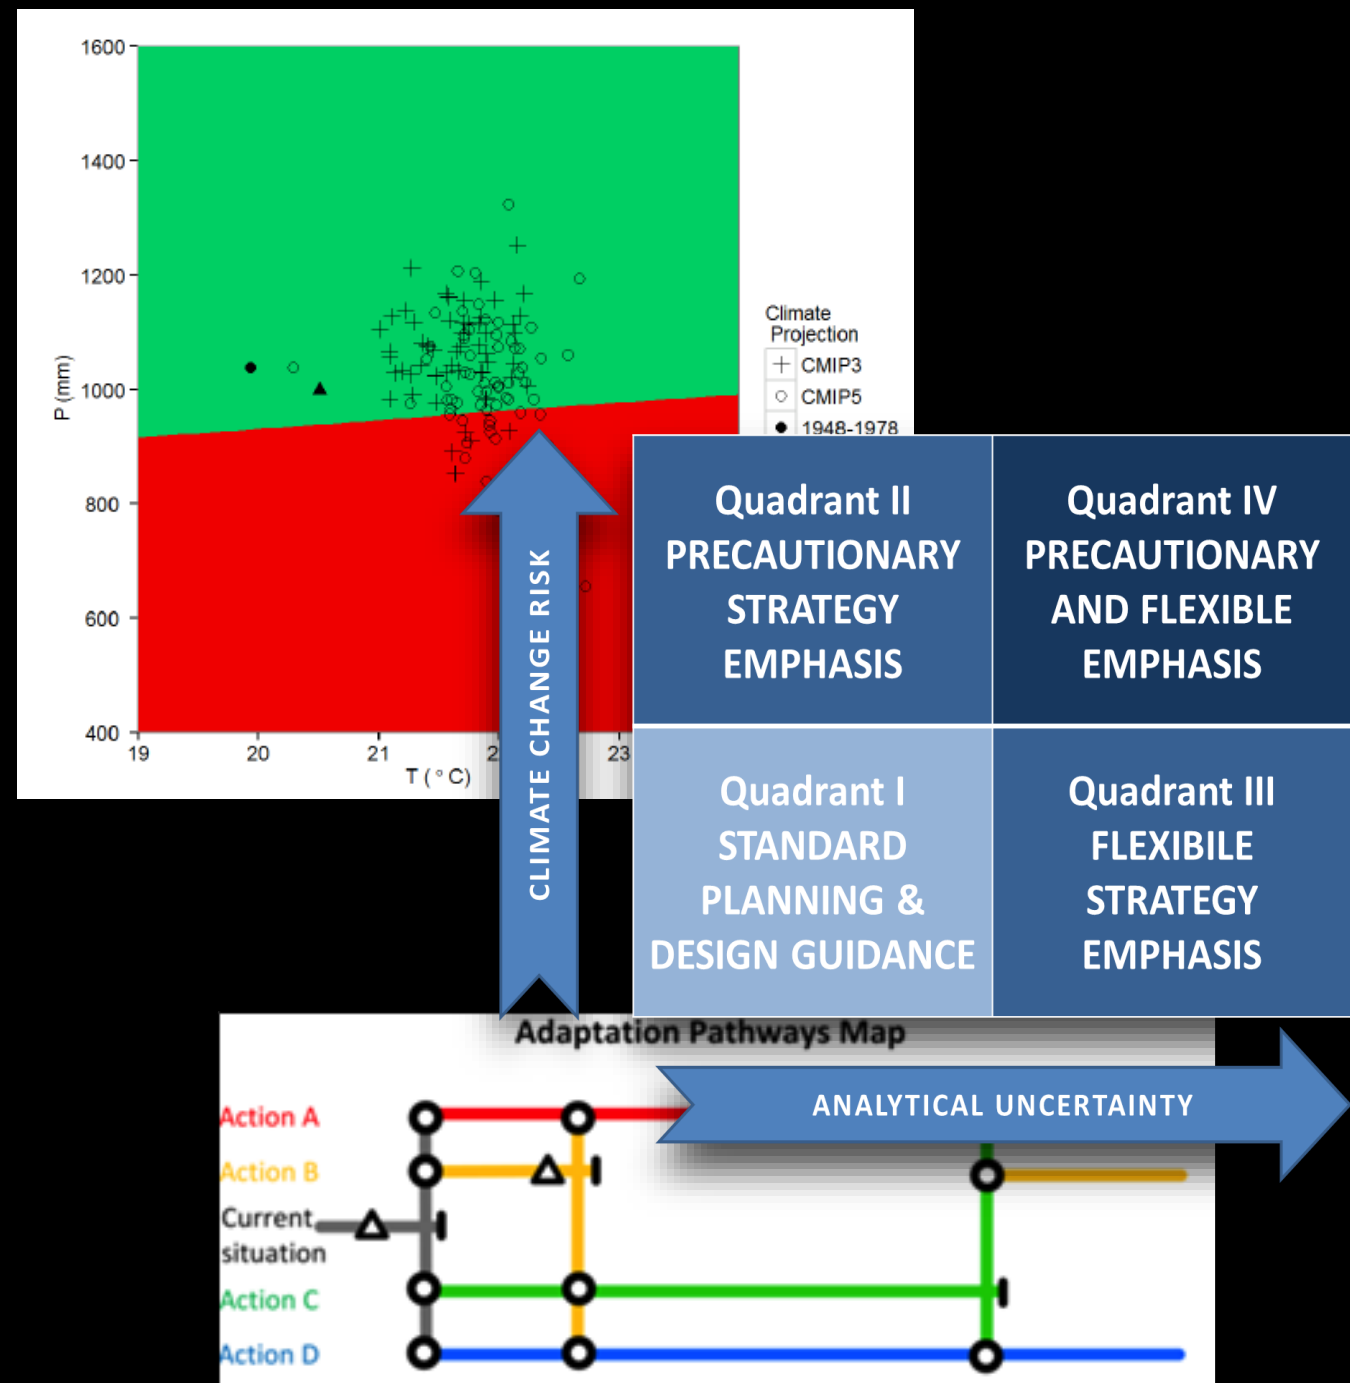 1600
1400
1200
1000
800
600
400
P (mm)
19
20
21
23
T (°C)
Climate
Projection
CMIP3
CMIP5
1948-1978
CLIMATE CHANGE RISK
Quadrant II
PRECAUTIONARY
STRATEGY
EMPHASIS
Quadrant IV
PRECAUTIONARY
AND FLEXIBLE
EMPHASIS
Quadrant I
STANDARD
PLANNING &
DESIGN GUIDANCE
Quadrant III
FLEXIBILE
STRATEGY
EMPHASIS
ANALYTICAL UNCERTAINTY
Adaptation Pathways Map
Action A
Action B
Current
situation
Action C
Action D